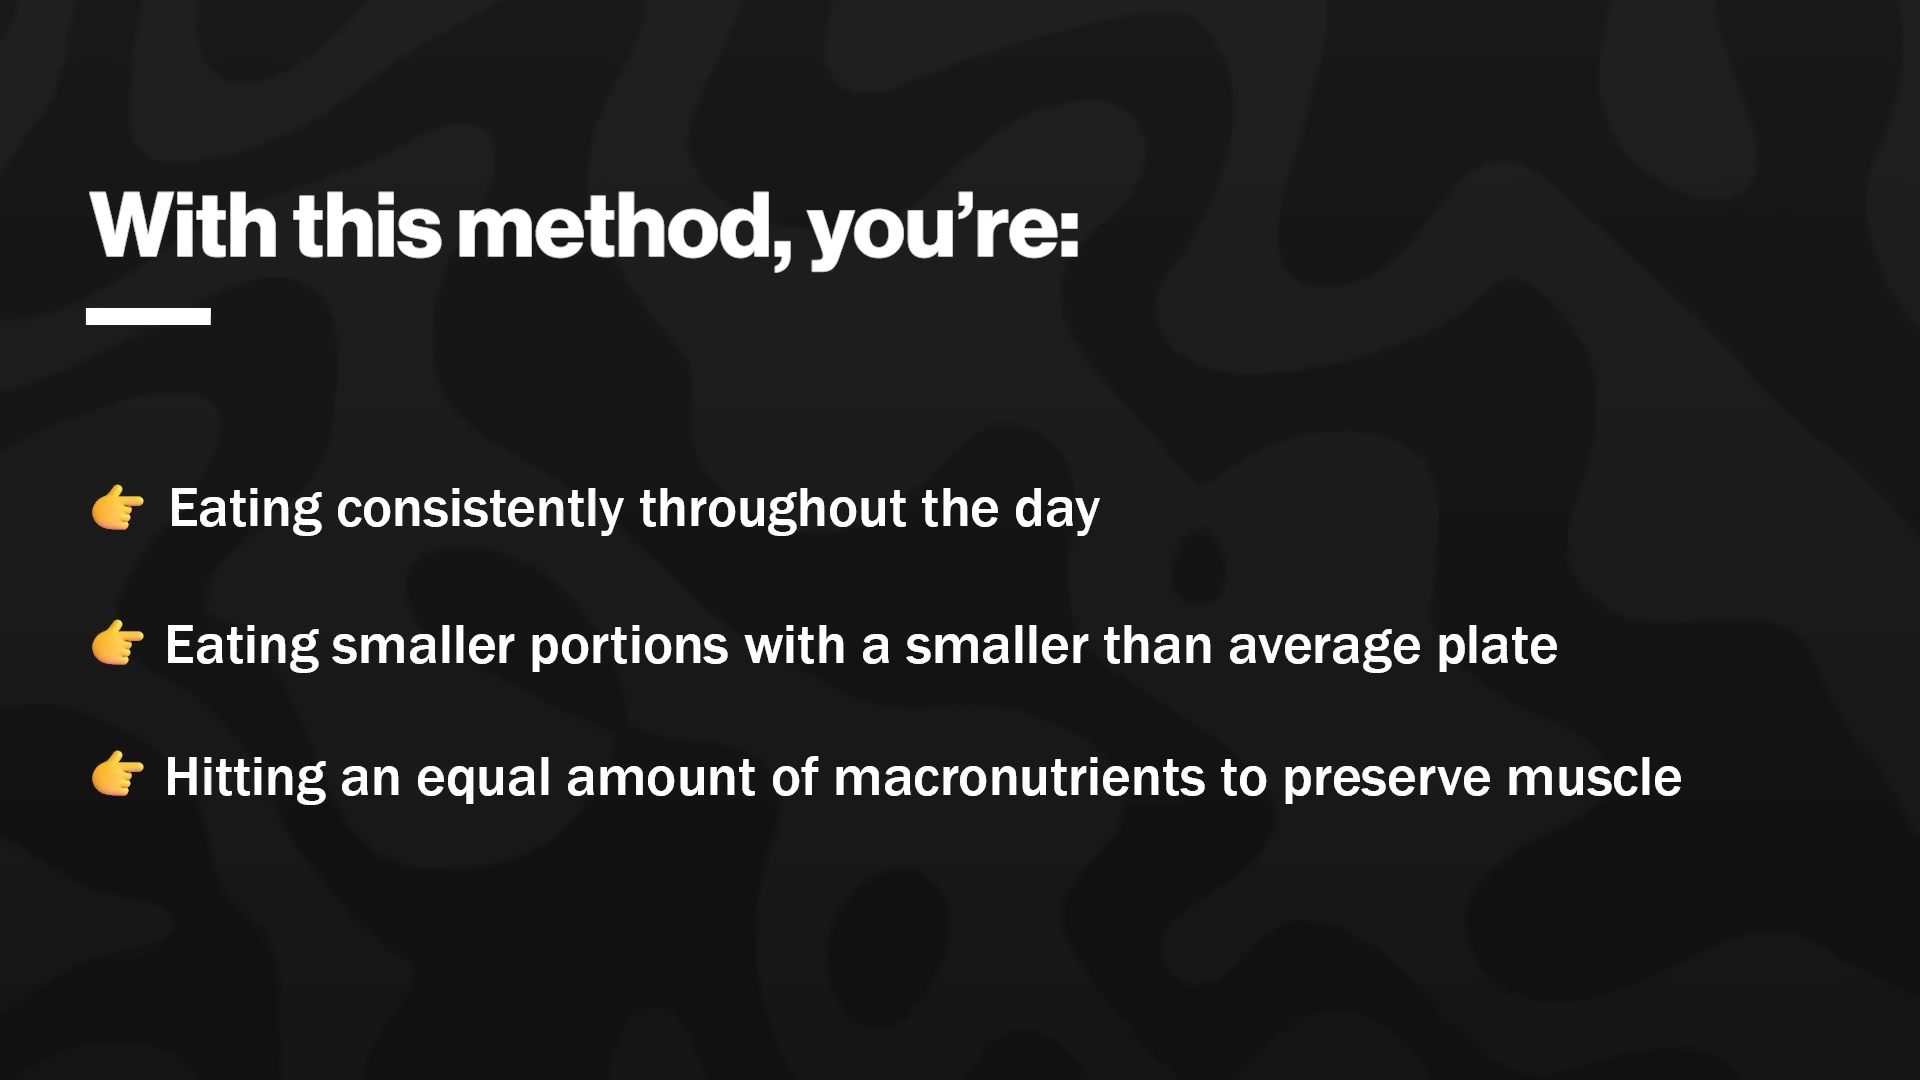 With this method, you’re:
👉 Eating consistently throughout the day
👉 Eating smaller portions with a smaller than average plate
👉 Hitting an equal amount of macronutrients to preserve muscle